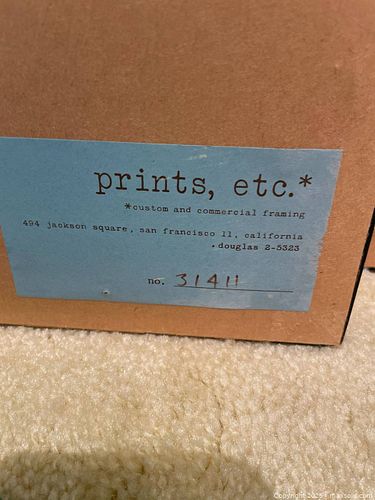 prints, etc.*
*custom and commercial framing
494 jackson square, san francisco 11, california
. douglas 2-5323
no. 31411
Copyright 2025 © maxsold.com